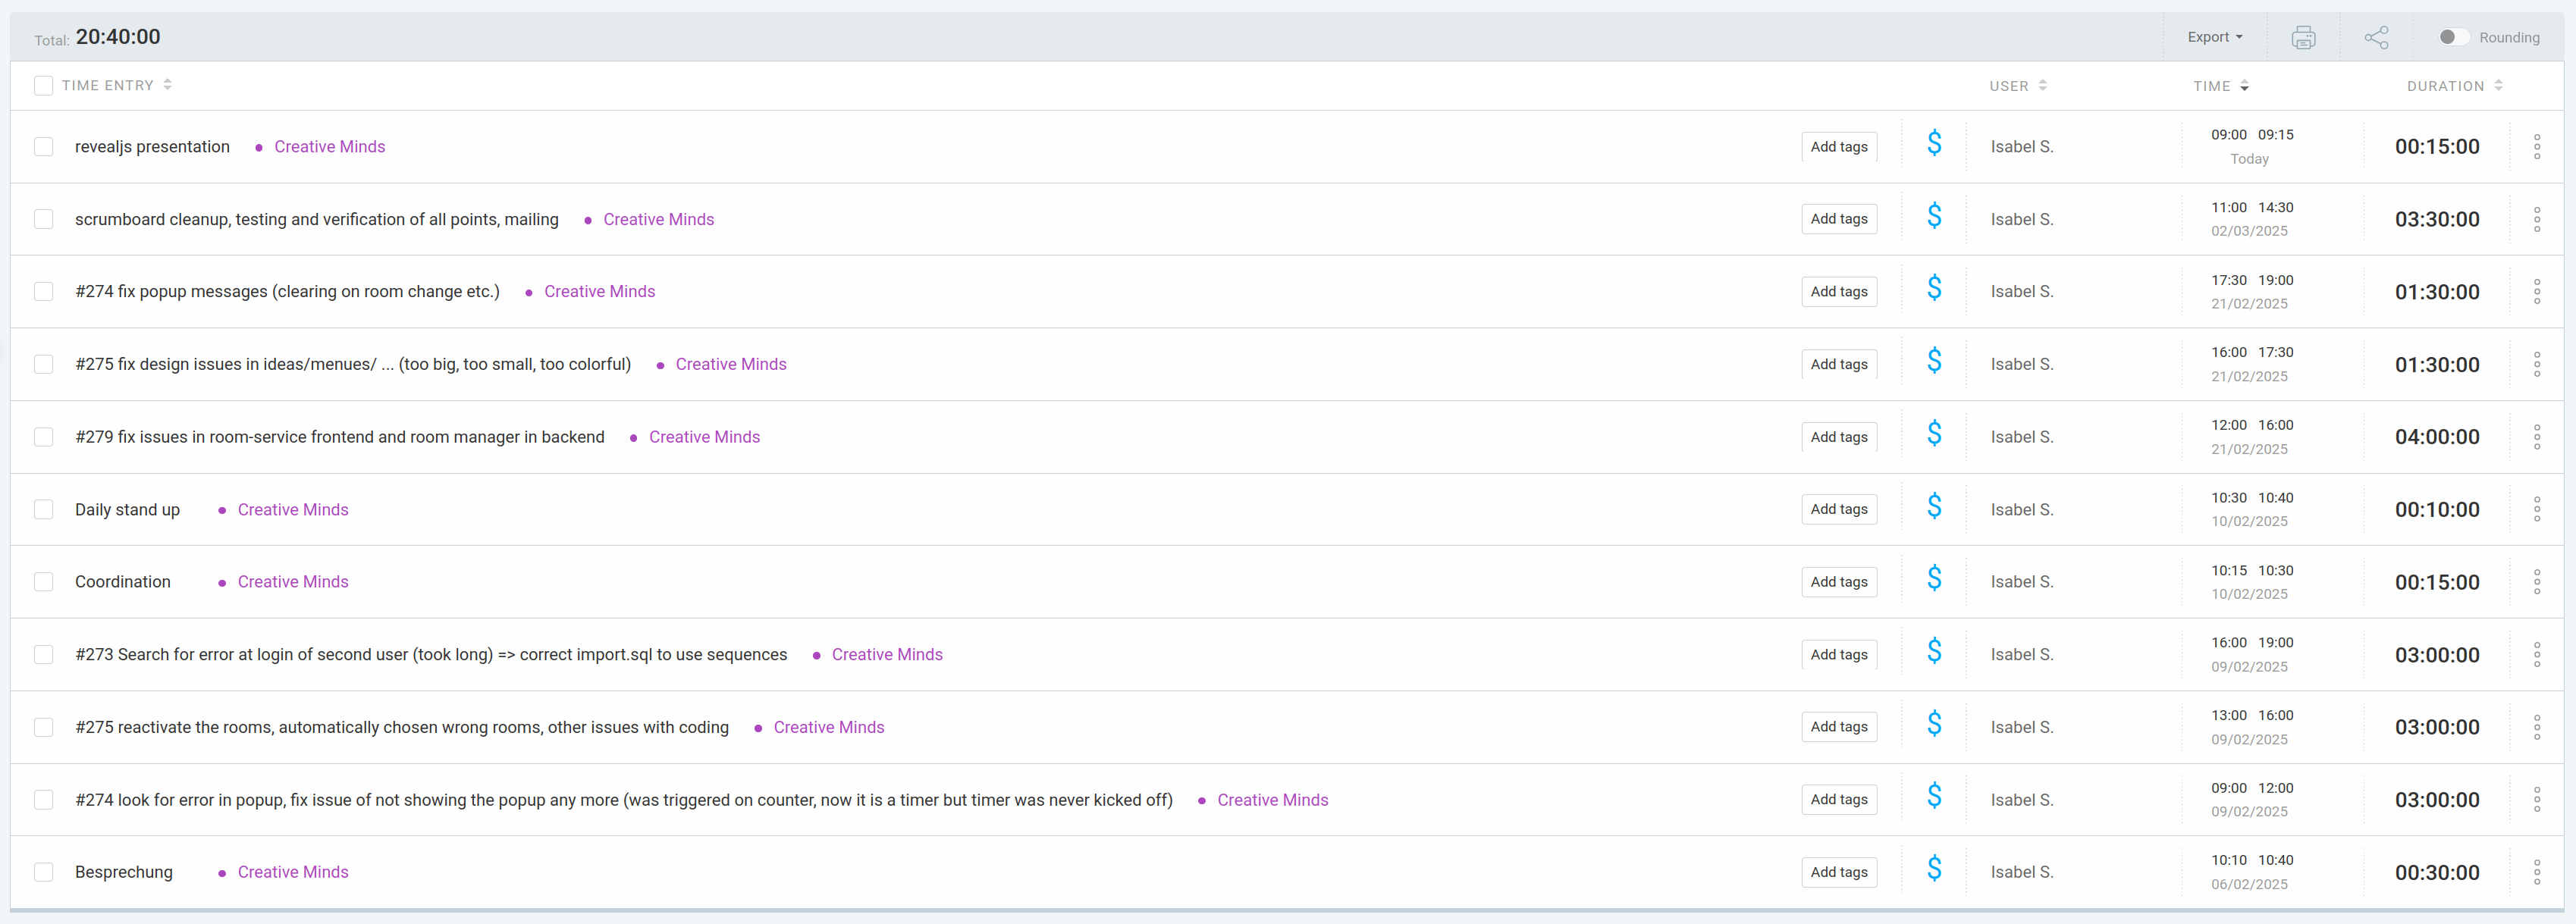 Total: 20:40:00 Export Rounding
TIME ENTRY USER TIME DURATION
revealjs presentation • Creative Minds Add tags $ Isabel S. 09:00 09:15 00:15:00
Today
scrumboard cleanup, testing and verification of all points, mailing • Creative Minds Add tags $ Isabel S. 11:00 14:30 03:30:00
02/03/2025
#274 fix popup messages (clearing on room change etc.) • Creative Minds Add tags $ Isabel S. 17:30 19:00 01:30:00
21/02/2025
#275 fix design issues in ideas/menues/ ... (too big, too small, too colorful) • Creative Minds Add tags $ Isabel S. 16:00 17:30 01:30:00
21/02/2025
#279 fix issues in room-service frontend and room manager in backend • Creative Minds Add tags $ Isabel S. 12:00 16:00 04:00:00
21/02/2025
Daily stand up • Creative Minds Add tags $ Isabel S. 10:30 10:40 00:10:00
10/02/2025
Coordination • Creative Minds Add tags $ Isabel S. 10:15 10:30 00:15:00
10/02/2025
#273 Search for error at login of second user (took long) => correct import.sql to use sequences • Creative Minds Add tags $ Isabel S. 16:00 19:00 03:00:00
09/02/2025
#275 reactivate the rooms, automatically chosen wrong rooms, other issues with coding • Creative Minds Add tags $ Isabel S. 13:00 16:00 03:00:00
09/02/2025
#274 look for error in popup, fix issue of not showing the popup any more (was triggered on counter, now it is a timer but timer was never kicked off) • Creative Minds Add tags $ Isabel S. 09:00 12:00 03:00:00
09/02/2025
Besprechung • Creative Minds Add tags $ Isabel S. 10:10 10:40 00:30:00
06/02/2025